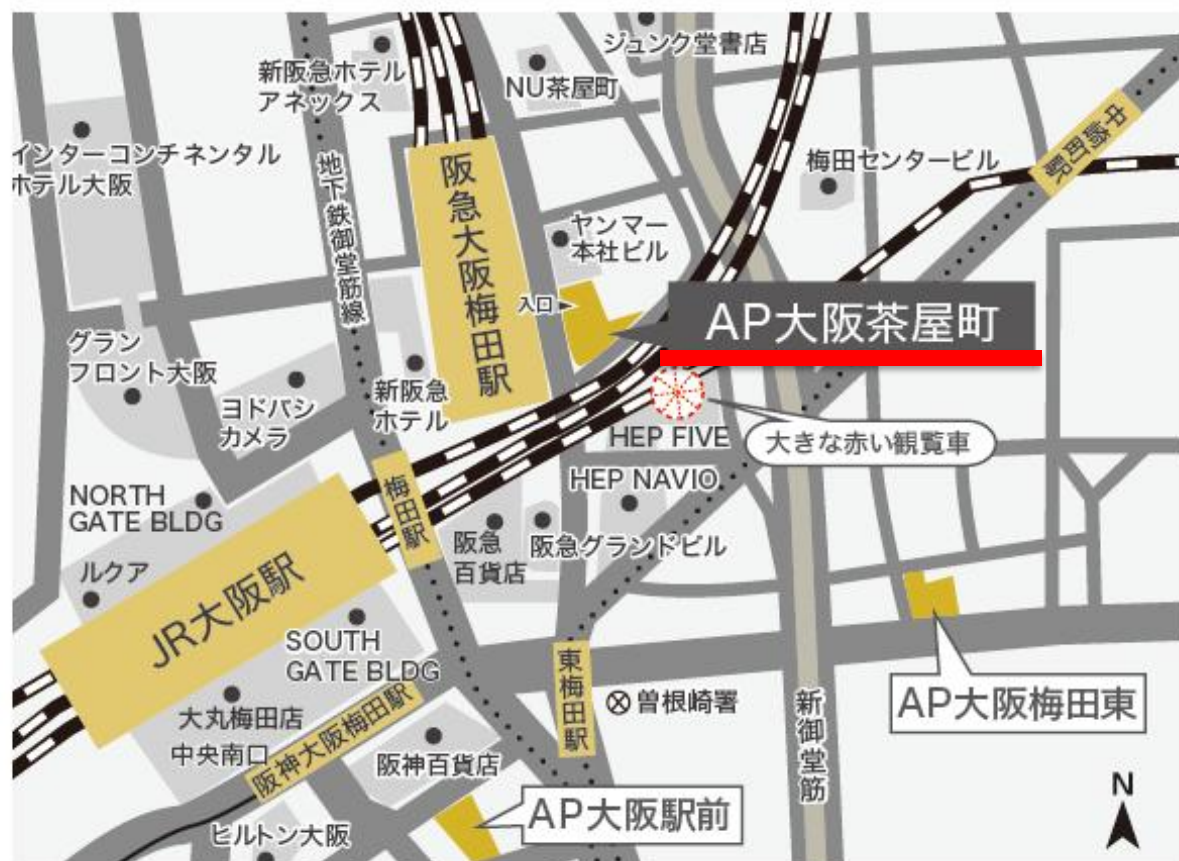 ジュンク堂書店
新阪急ホテル
アネックス
NU茶屋町
中崎町駅
インターコンチネンタル
ホテル大阪
梅田センタービル
地下鉄御堂筋線
阪急大阪梅田駅
ヤンマー
本社ビル
入口
AP大阪茶屋町
グラン
フロント大阪
新阪急
ホテル
ヨドバシ
カメラ
HEP FIVE
大きな赤い観覧車
HEP NAVIO
NORTH
GATE BLDG
梅田駅
阪急
百貨店
阪急グランドビル
ルクア
JR大阪駅
SOUTH
GATE BLDG
東梅田駅
曽根崎署
新御堂筋
AP大阪梅田東
大丸梅田店
中央南口
阪神大阪梅田駅
阪神百貨店
AP大阪駅前
ヒルトン大阪
N